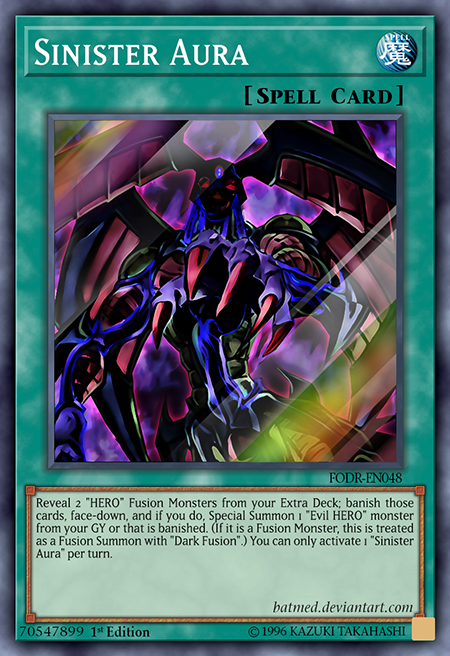 SINISTER AURA
SPELL
魔
[SPELL CARD]
FODR-EN048
Reveal 2 "HERO" Fusion Monsters from your Extra Deck; banish those
cards, face-down, and if you do, Special Summon 1 "Evil HERO" monster
from your GY or that is banished. (If it is a Fusion Monster, this is treated
as a Fusion Summon with "Dark Fusion".) You can only activate 1 "Sinister
Aura" per turn.
batmed.deviantart.com
70547899 1st Edition ©1996 KAZUKI TAKAHASHI